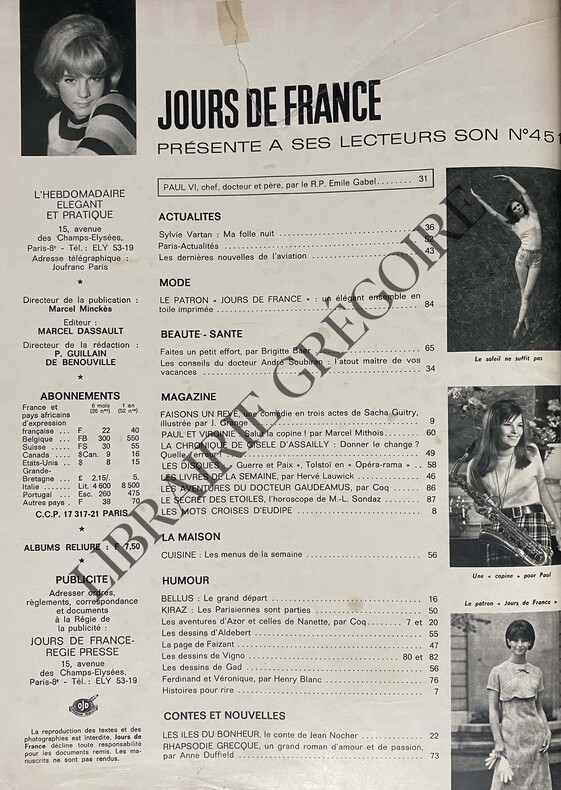 JOURS DE FRANCE
PRÉSENTE A SES LECTEURS SON N°451
L'HEBDOMADAIRE
ELEGANT
ET PRATIQUE
15, avenue
des Champs-Elysées,
Paris-8e - Tél. : ELY 53-19
Adresse télégraphique :
Joufranc Paris
★
Directeur de la publication :
Marcel Minckès
Editeur :
MARCEL DASSAULT
Directeur de la rédaction :
P. GUILLAIN
DE BENOUVILLE
★
ABONNEMENTS
6 mois 1 an
(26 nos) (52 nos)
France et
pays africains
d'expression
française .... F 22 40
Belgique ... FB 300 550
Suisse ..... FS 30 55
Canada .. $Can. 9 16
Etats-Unis .. $ 8 15
Grande-
Bretagne ... £ 2.15/. 5.
Italie .. Lit. 4 600 8 500
Portugal .. Esc. 260 475
Autres pays . F 38 70
C.C.P. 17 317-21 PARIS
★
ALBUMS RELIURE : F 7,50
★
PUBLICITE
Adresser ordres,
règlements, correspondance
et documents
à la Régie de
la publicité :
JOURS DE FRANCE-
REGIE PRESSE
15, avenue
des Champs-Elysées,
Paris-8e - Tél. : ELY 53-19
OJD
La reproduction des textes et des
photographies est interdite. Jours de
France décline toute responsabilité
pour les documents remis. Les ma-
nuscrits ne sont pas rendus.
PAUL VI, chef, docteur et père, par le R.P. Emile Gabel........ 31
ACTUALITES
Sylvie Vartan : Ma folle nuit ........ 36
Paris-Actualités ........ 52
Les dernières nouvelles de l'aviation ........ 43
MODE
LE PATRON « JOURS DE FRANCE » : un élégant ensemble en
toile imprimée ........ 84
BEAUTE - SANTE
Faites un petit effort, par Brigitte Baer ........ 65
Les conseils du docteur André Soubiran : l'atout maître de vos
vacances ........ 34
MAGAZINE
FAISONS UN REVE, une comédie en trois actes de Sacha Guitry,
illustrée par J. Grange ........ 9
PAUL ET VIRGINIE : Salut la copine ! par Marcel Mithois ........ 60
LA CHRONIQUE DE GISELE D'ASSAILLY : Donner le change ?
Quelle erreur ! ........ 49
LES DISQUES : « Guerre et Paix », Tolstoï en « Opéra-rama » .. 58
LES LIVRES DE LA SEMAINE, par Hervé Lauwick ........ 46
LES AVENTURES DU DOCTEUR GAUDEAMUS, par Coq ........ 86
LE SECRET DES ETOILES, l'horoscope de M.-L. Sondaz ........ 87
LES MOTS CROISES D'EUDIPE ........ 8
LA MAISON
CUISINE : Les menus de la semaine ........ 56
HUMOUR
BELLUS : Le grand départ ........ 16
KIRAZ : Les Parisiennes sont parties ........ 50
Les aventures d'Azor et celles de Nanette, par Coq ........ 7 et 20
Les dessins d'Aldebert ........ 55
La page de Faizant ........ 47
Les dessins de Vigno ........ 80 et 82
Les dessins de Gad ........ 56
Ferdinand et Véronique, par Henry Blanc ........ 76
Histoires pour rire ........ 7
CONTES ET NOUVELLES
LES ILES DU BONHEUR, le conte de Jean Nocher ........ 22
RHAPSODIE GRECQUE, un grand roman d'amour et de passion,
par Anne Duffield ........ 73
Le soleil ne suffit pas
Une « copine » pour Paul
Le patron « Jours de France »
LIBRAIRIE GRÉGOIRE